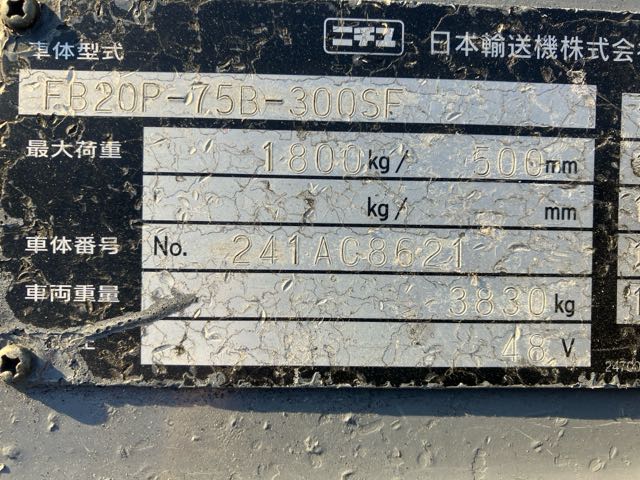 車体型式 ニチユ 日本輸送機株式会
FB20P-75B-300SF
最大荷重 1800kg/ 500mm
kg/ mm
車体番号 No. 241AC8621
車両重量 3830kg
圧 48V
2470